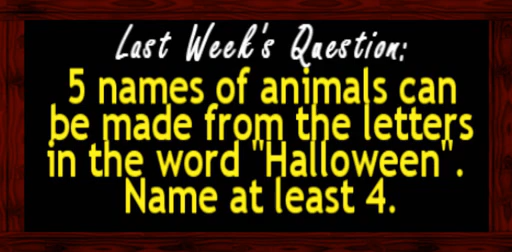 Last Week's Question:
5 names of animals can
be made from the letters
in the word "Halloween".
Name at least 4.